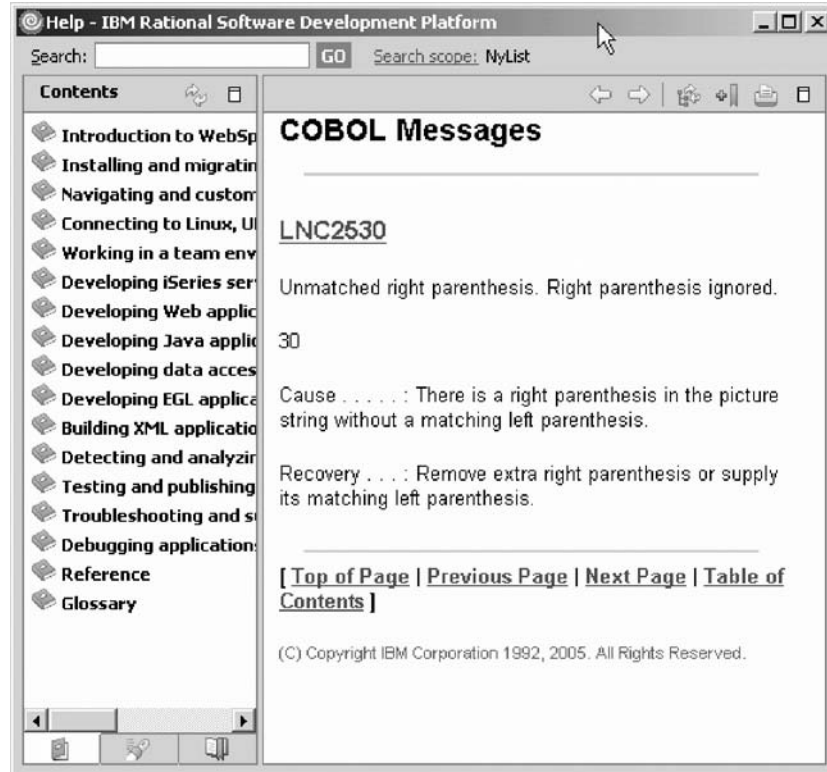 Help - IBM Rational Software Development Platform
Search:
GO
Search scope: NyList
Contents
Introduction to WebSp
Installing and migratin
Navigating and custom
Connecting to Linux, UI
Working in a team env
Developing iSeries ser
Developing Web applic
Developing Java applic
Developing data acces
Developing EGL applica
Building XML applicatio
Detecting and analyzin
Testing and publishing
Troubleshooting and su
Debugging application
Reference
Glossary
COBOL Messages
LNC2530
Unmatched right parenthesis. Right parenthesis ignored.
30
Cause . . . . . : There is a right parenthesis in the picture
string without a matching left parenthesis.
Recovery . . . : Remove extra right parenthesis or supply
its matching left parenthesis.
[ Top of Page | Previous Page | Next Page | Table of
Contents ]
(C) Copyright IBM Corporation 1992, 2005. All Rights Reserved.